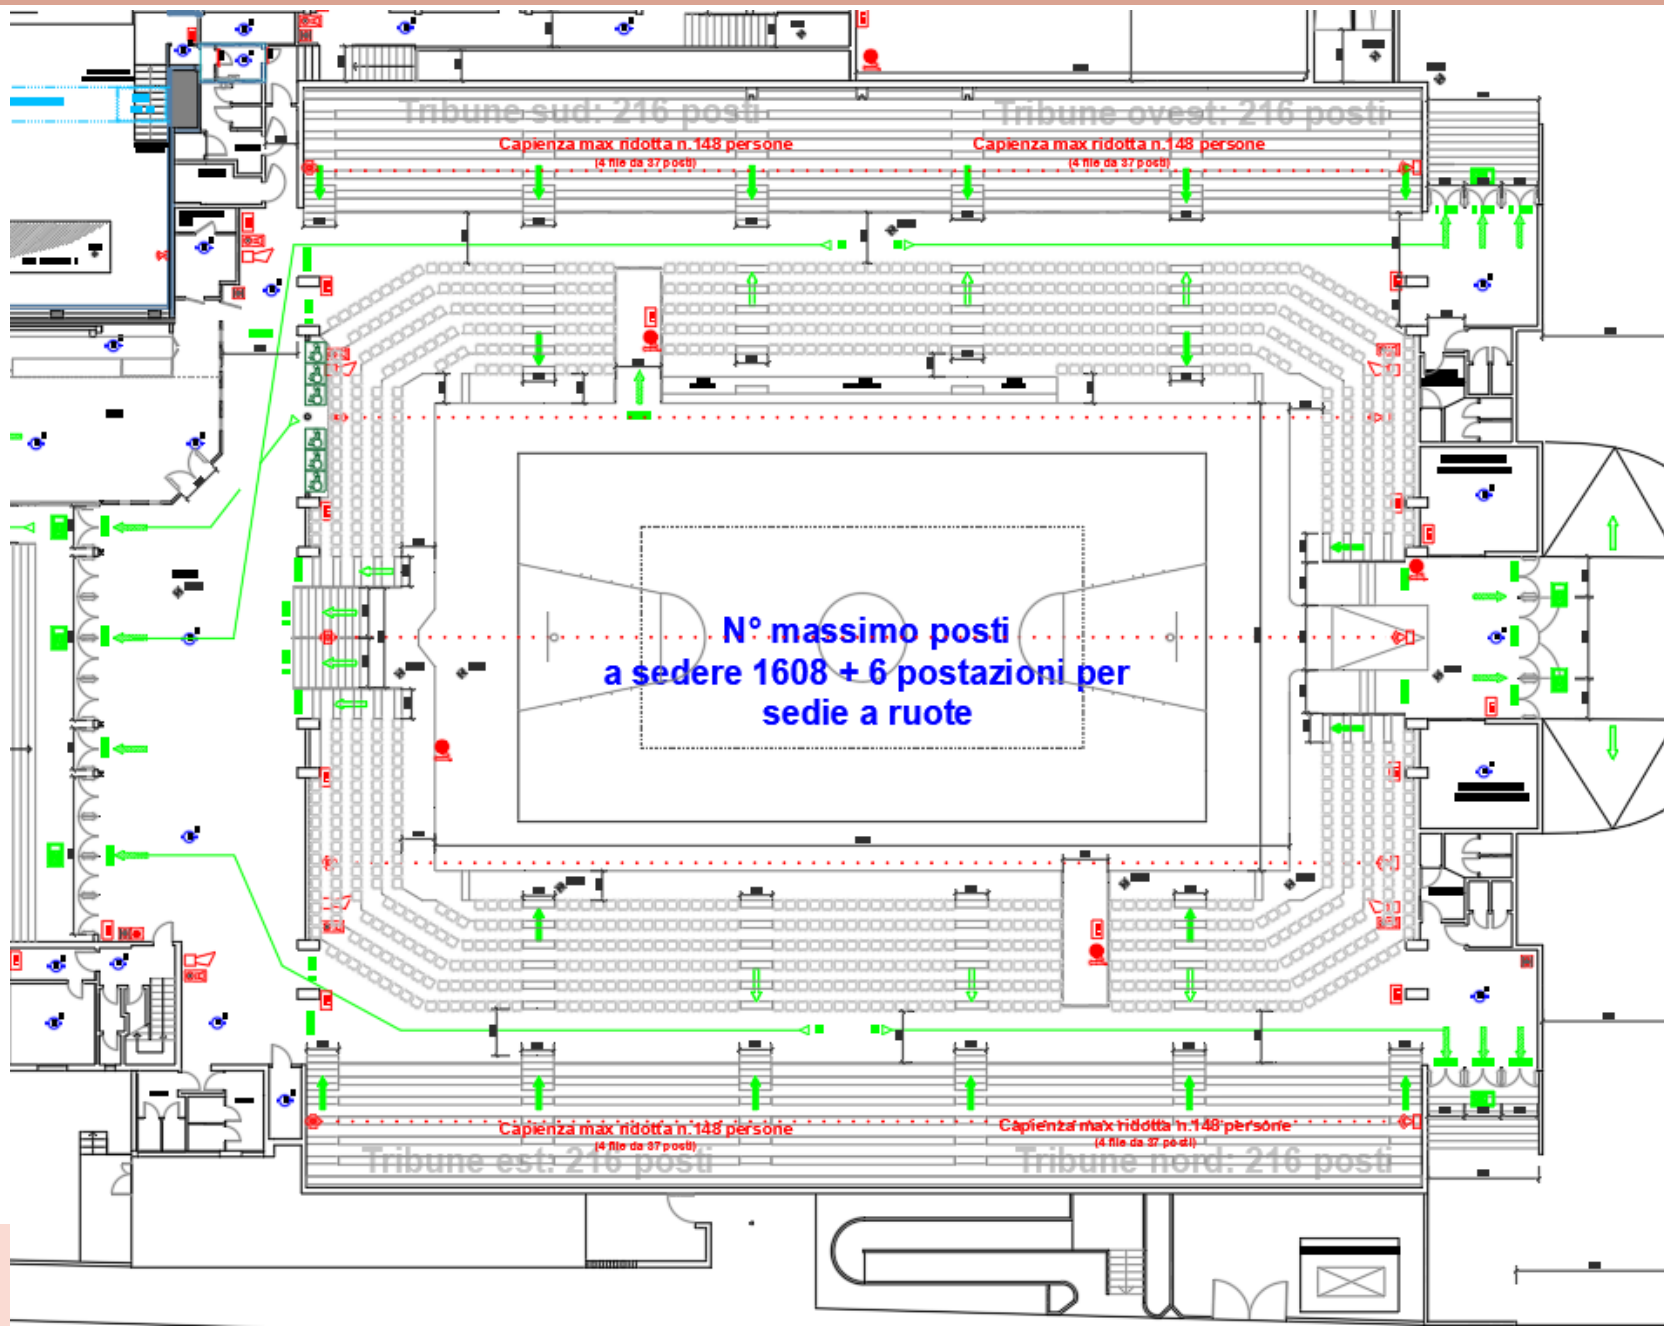 Tribune sud: 216 posti
Tribune ovest: 216 posti
Capienza max ridotta n.148 persone
(4 file da 37 posti)
Capienza max ridotta n.148 persone
(4 file da 37 posti)
N° massimo posti
a sedere 1608 + 6 postazioni per
sedie a ruote
Capienza max ridotta n.148 persone
(4 file da 37 posti)
Capienza max ridotta n.148 persone
(4 file da 37 posti)
Tribune est: 216 posti
Tribune nord: 216 posti